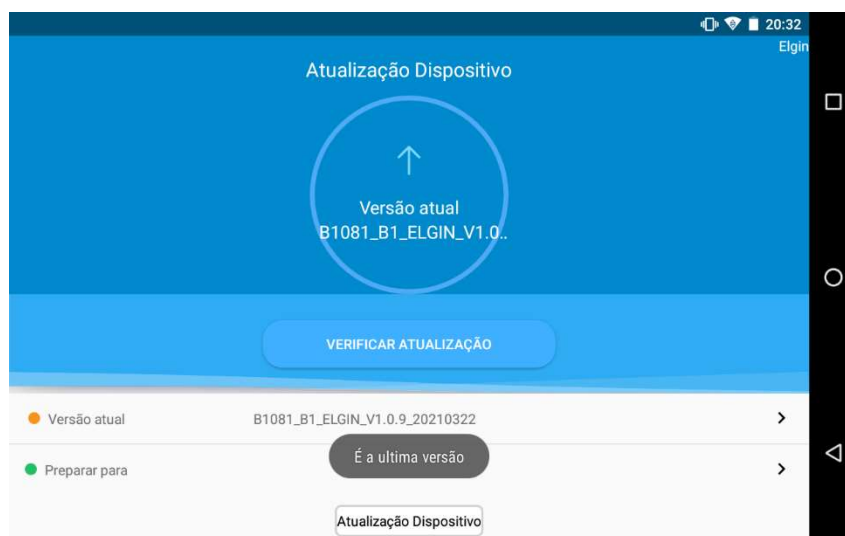 20:32
Elgin
Atualização Dispositivo
Versão atual
B1081_B1_ELGIN_V1.0..
VERIFICAR ATUALIZAÇÃO
Versão atual B1081_B1_ELGIN_V1.0.9_20210322
É a ultima versão
Preparar para
Atualização Dispositivo